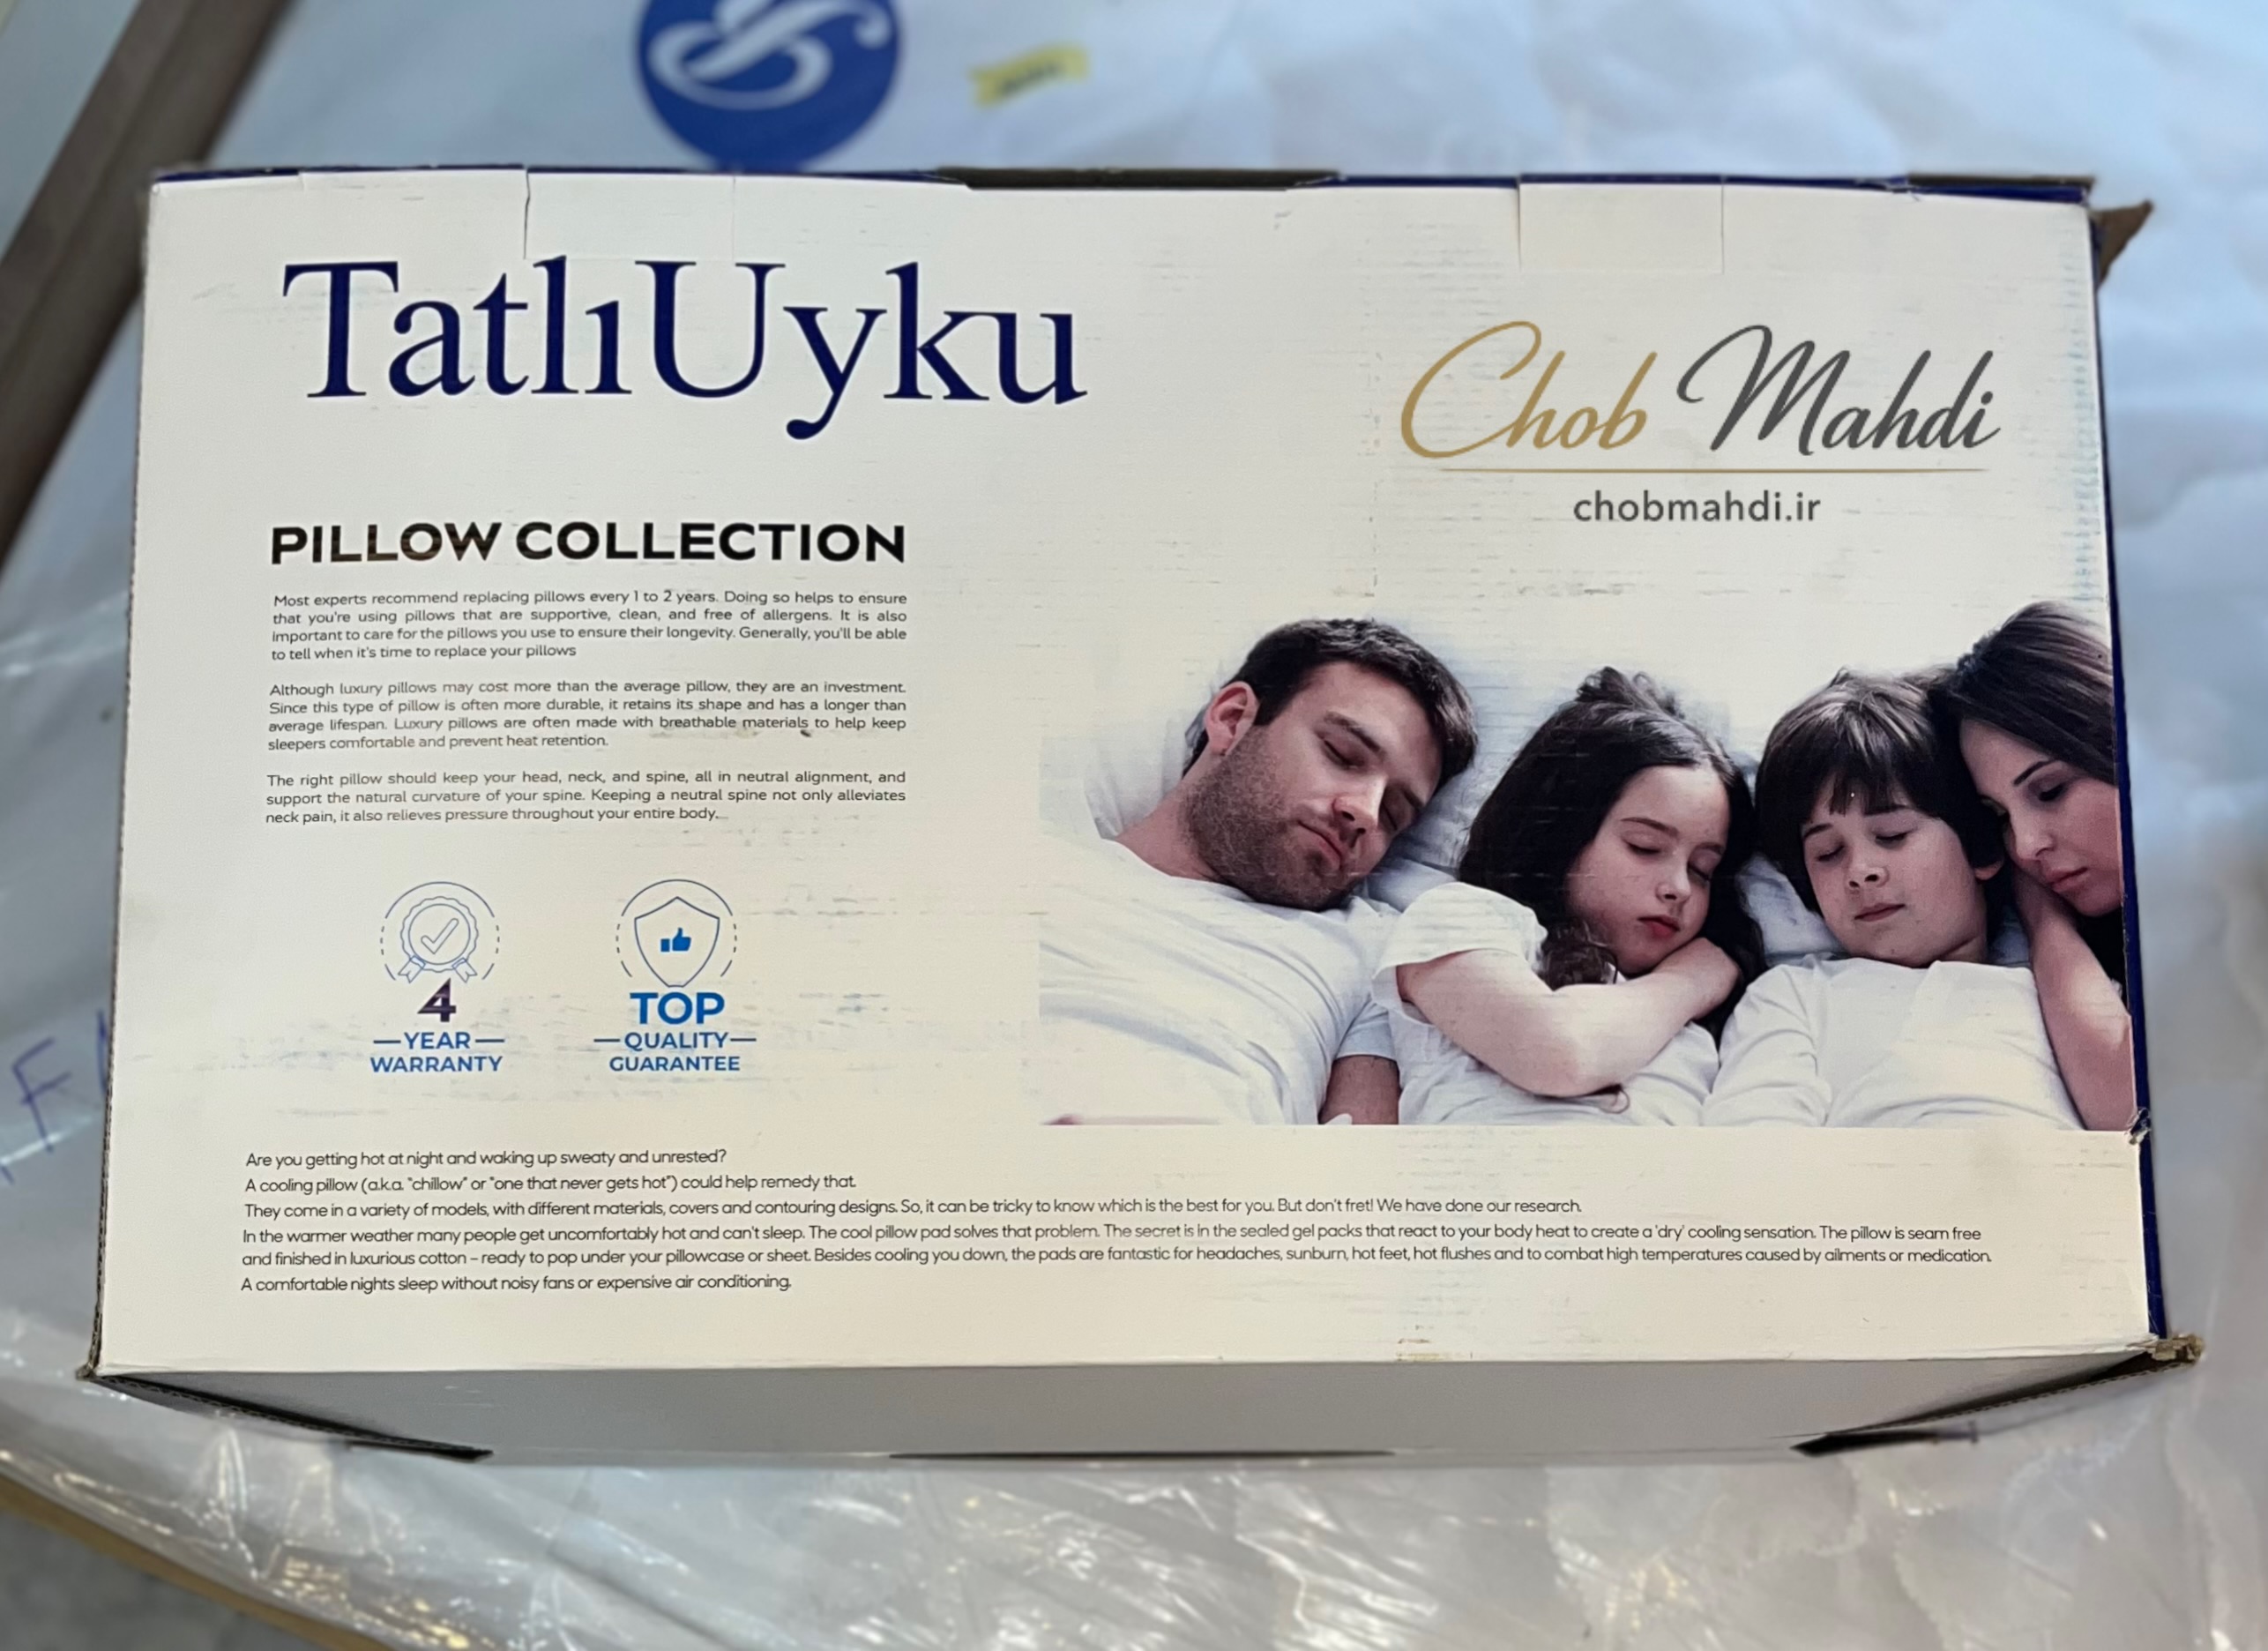 TatlıUyku
Chob Mahdi
chobmahdi.ir
PILLOW COLLECTION
Most experts recommend replacing pillows every 1 to 2 years. Doing so helps to ensure
that you're using pillows that are supportive, clean, and free of allergens. It is also
important to care for the pillows you use to ensure their longevity. Generally, you'll be able
to tell when it's time to replace your pillows
Although luxury pillows may cost more than the average pillow, they are an investment.
Since this type of pillow is often more durable, it retains its shape and has a longer than
average lifespan. Luxury pillows are often made with breathable materials to help keep
sleepers comfortable and prevent heat retention.
The right pillow should keep your head, neck, and spine, all in neutral alignment, and
support the natural curvature of your spine. Keeping a neutral spine not only alleviates
neck pain, it also relieves pressure throughout your entire body.
4
YEAR
WARRANTY
TOP
QUALITY
GUARANTEE
Are you getting hot at night and waking up sweaty and unrested?
A cooling pillow (a.k.a. "chillow" or "one that never gets hot") could help remedy that.
They come in a variety of models, with different materials, covers and contouring designs. So, it can be tricky to know which is the best for you. But don't fret! We have done our research.
In the warmer weather many people get uncomfortably hot and can't sleep. The cool pillow pad solves that problem. The secret is in the sealed gel packs that react to your body heat to create a 'dry' cooling sensation. The pillow is seam free
and finished in luxurious cotton – ready to pop under your pillowcase or sheet. Besides cooling you down, the pads are fantastic for headaches, sunburn, hot feet, hot flushes and to combat high temperatures caused by ailments or medication.
A comfortable nights sleep without noisy fans or expensive air conditioning.